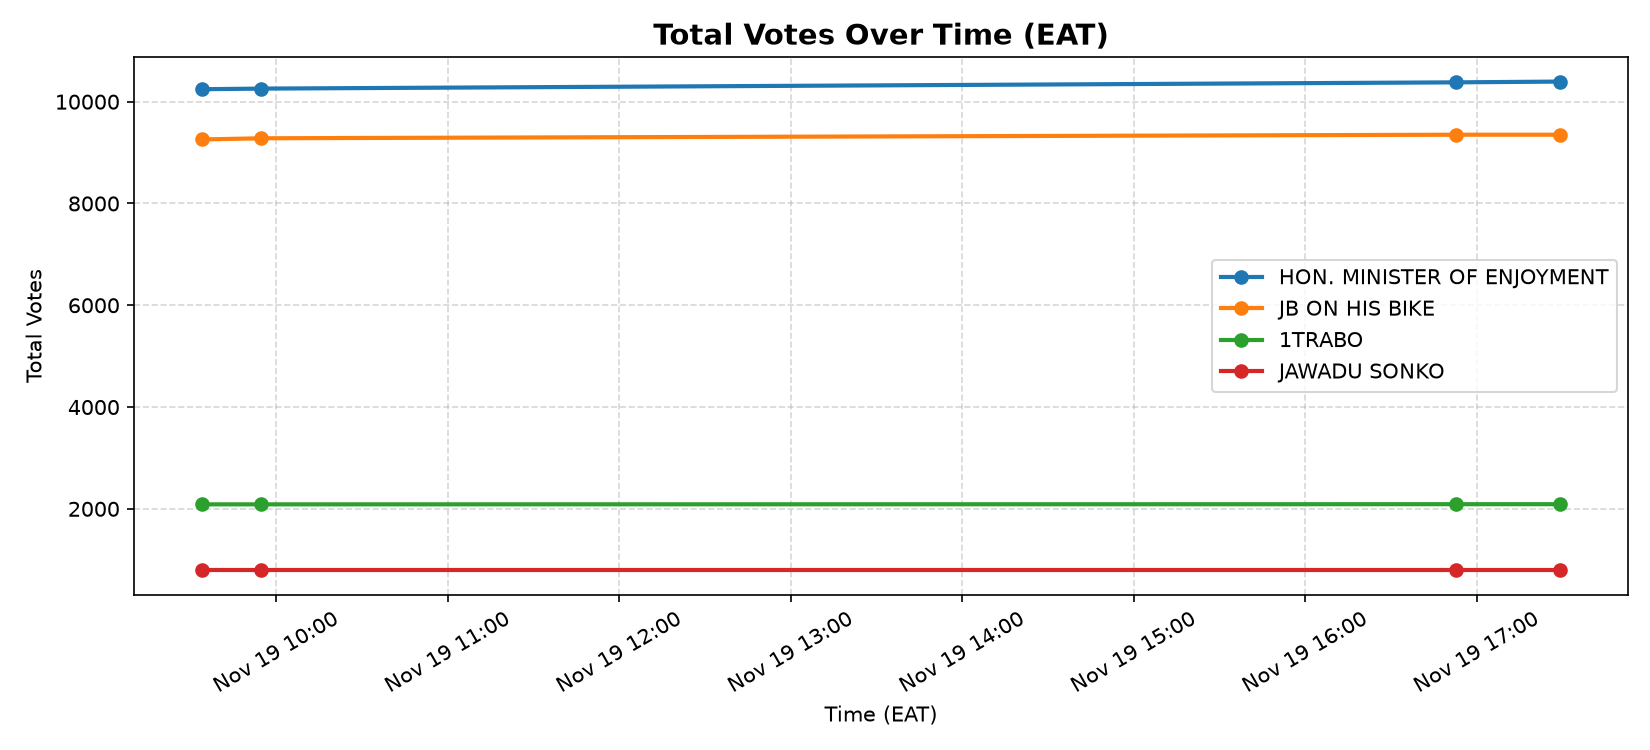 Total Votes Over Time (EAT)
Total Votes
10000
8000
6000
4000
2000
HON. MINISTER OF ENJOYMENT
JB ON HIS BIKE
1TRABO
JAWADU SONKO
Nov 19 10:00
Nov 19 11:00
Nov 19 12:00
Nov 19 13:00
Nov 19 14:00
Nov 19 15:00
Nov 19 16:00
Nov 19 17:00
Time (EAT)